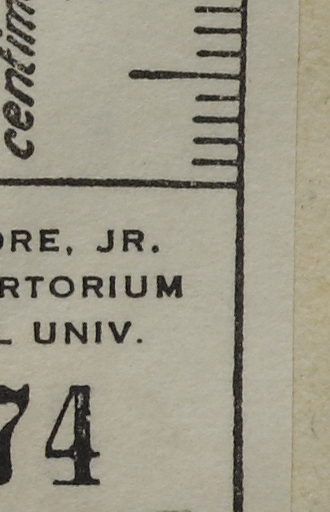 centim
ORE, JR.
RTORIUM
L UNIV.
74